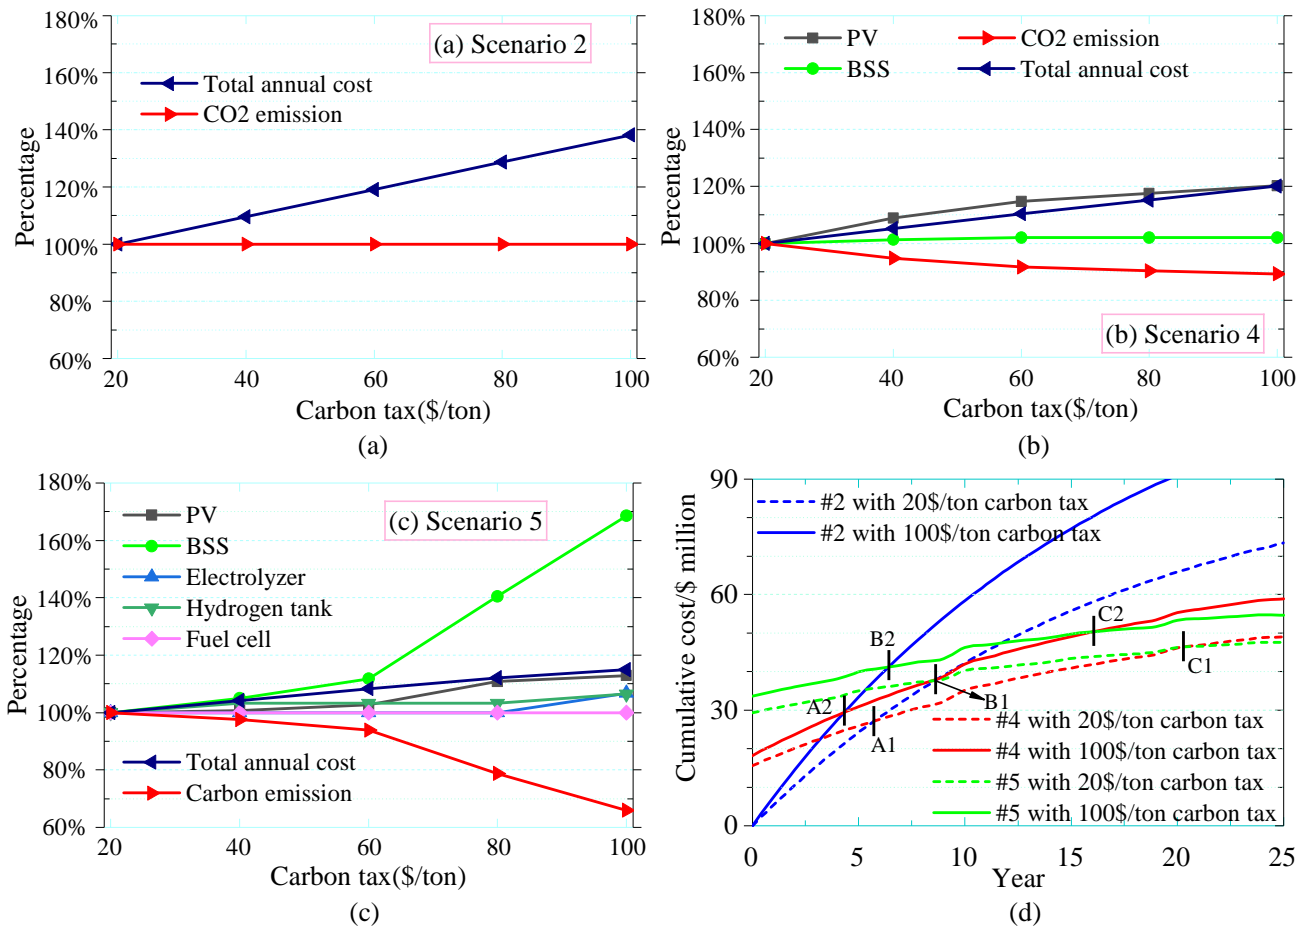 180%
160%
140%
120%
100%
80%
60%
Percentage
(a) Scenario 2
Total annual cost
CO2 emission
20
40
60
80
100
Carbon tax($/ton)
(a)
180%
160%
140%
120%
100%
80%
60%
Percentage
PV
CO2 emission
BSS
Total annual cost
(b) Scenario 4
20
40
60
80
100
Carbon tax($/ton)
(b)
180%
160%
140%
120%
100%
80%
60%
Percentage
(c) Scenario 5
PV
BSS
Electrolyzer
Hydrogen tank
Fuel cell
Total annual cost
Carbon emission
20
40
60
80
100
Carbon tax($/ton)
(c)
90
60
30
0
Cumulative cost/$ million
#2 with 20$/ton carbon tax
#2 with 100$/ton carbon tax
C2
B2
C1
A2
B1
A1
#4 with 20$/ton carbon tax
#4 with 100$/ton carbon tax
#5 with 20$/ton carbon tax
#5 with 100$/ton carbon tax
0
5
10
15
20
25
Year
(d)